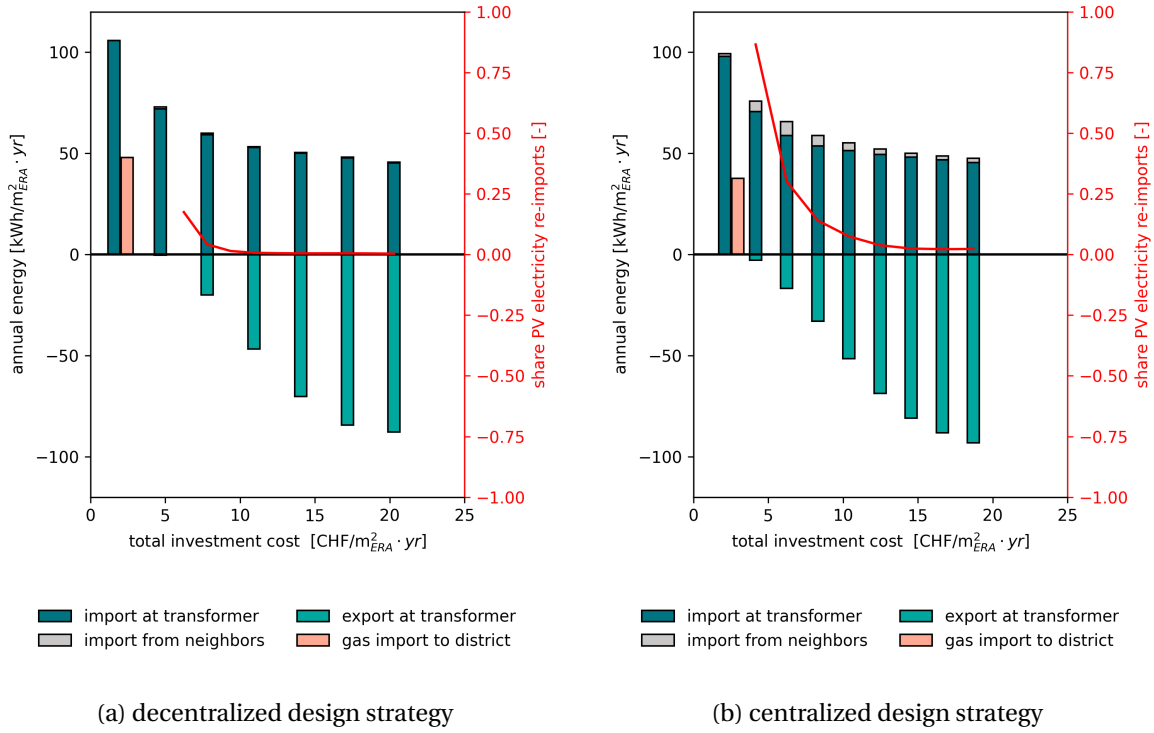 100
50
0
−50
−100
annual energy [kWh/m²_ERA · yr]
1.00
0.75
0.50
0.25
0.00
−0.25
−0.50
−0.75
−1.00
share PV electricity re-imports [-]
0 5 10 15 20 25
total investment cost [CHF/m²_ERA · yr]
import at transformer
import from neighbors
export at transformer
gas import to district
(a) decentralized design strategy
100
50
0
−50
−100
annual energy [kWh/m²_ERA · yr]
1.00
0.75
0.50
0.25
0.00
−0.25
−0.50
−0.75
−1.00
share PV electricity re-imports [-]
0 5 10 15 20 25
total investment cost [CHF/m²_ERA · yr]
import at transformer
import from neighbors
export at transformer
gas import to district
(b) centralized design strategy